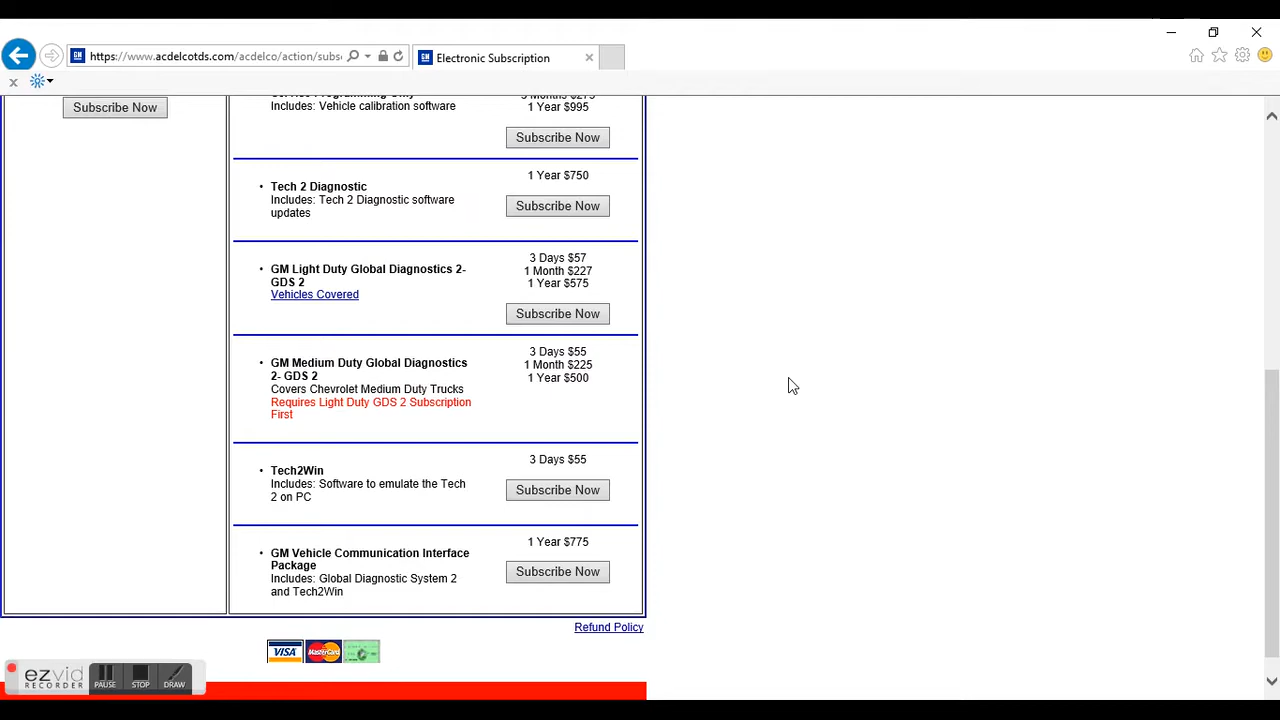 https://www.acdelcotds.com/acdelco/action/subs
Electronic Subscription
Subscribe Now
Includes: Vehicle calibration software
1 Year $995
Subscribe Now
Tech 2 Diagnostic
Includes: Tech 2 Diagnostic software
updates
1 Year $750
Subscribe Now
GM Light Duty Global Diagnostics 2-
GDS 2
Vehicles Covered
3 Days $57
1 Month $227
1 Year $575
Subscribe Now
GM Medium Duty Global Diagnostics
2- GDS 2
Covers Chevrolet Medium Duty Trucks
Requires Light Duty GDS 2 Subscription
First
3 Days $55
1 Month $225
1 Year $500
Tech2Win
Includes: Software to emulate the Tech
2 on PC
3 Days $55
Subscribe Now
GM Vehicle Communication Interface
Package
Includes: Global Diagnostic System 2
and Tech2Win
1 Year $775
Subscribe Now
Refund Policy
VISA
MasterCard
ezvid
RECORDER
PAUSE
STOP
DRAW